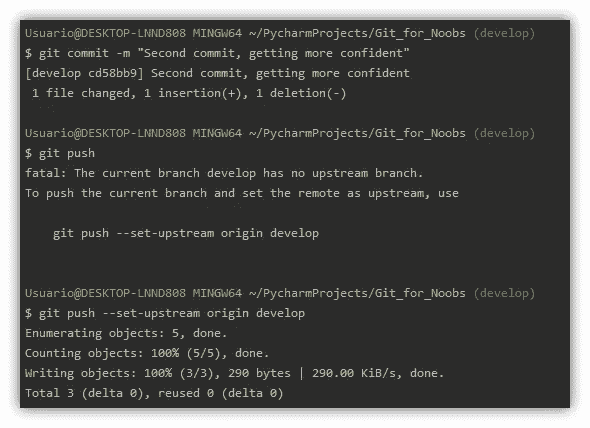 Usuario@DESKTOP-LNND808 MINGW64 ~/PycharmProjects/Git_for_Noobs (develop)
$ git commit -m "Second commit, getting more confident"
[develop cd58bb9] Second commit, getting more confident
1 file changed, 1 insertion(+), 1 deletion(-)
Usuario@DESKTOP-LNND808 MINGW64 ~/PycharmProjects/Git_for_Noobs (develop)
$ git push
fatal: The current branch develop has no upstream branch.
To push the current branch and set the remote as upstream, use
git push --set-upstream origin develop
Usuario@DESKTOP-LNND808 MINGW64 ~/PycharmProjects/Git_for_Noobs (develop)
$ git push --set-upstream origin develop
Enumerating objects: 5, done.
Counting objects: 100% (5/5), done.
Writing objects: 100% (3/3), 290 bytes | 290.00 KiB/s, done.
Total 3 (delta 0), reused 0 (delta 0)